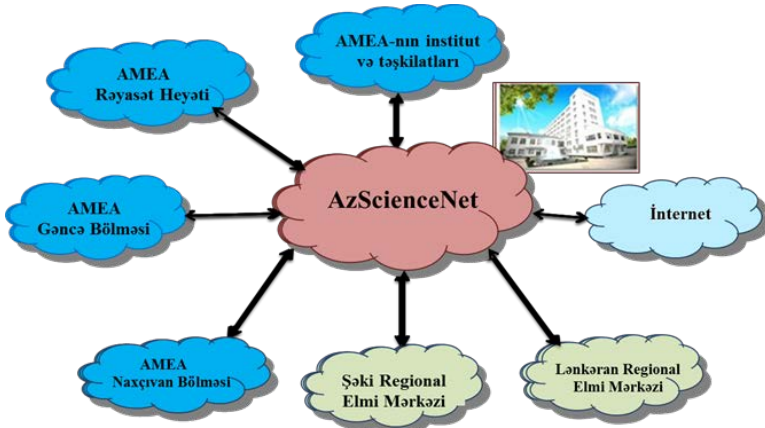 AMEA-nın institut
və təşkilatları
AMEA
Rəyasət Heyəti
AzScienceNet
AMEA
Gəncə Bölməsi
İnternet
AMEA
Naxçıvan Bölməsi
Şəki Regional
Elmi Mərkəzi
Lənkəran Regional
Elmi Mərkəzi